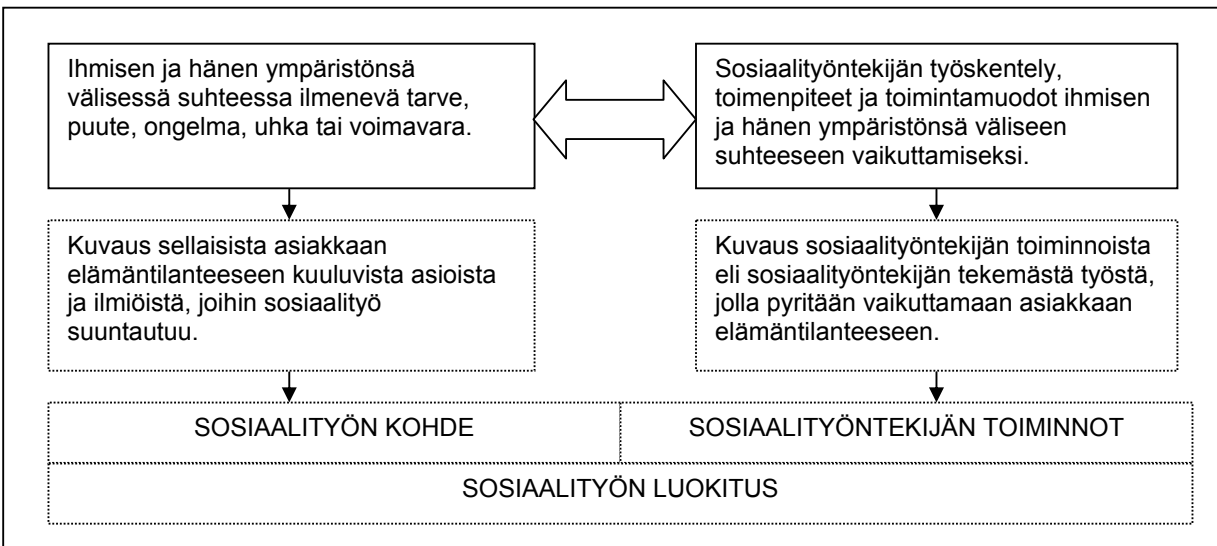 Ihmisen ja hänen ympäristönsä
välisessä suhteessa ilmenevä tarve,
puute, ongelma, uhka tai voimavara.
Sosiaalityöntekijän työskentely,
toimenpiteet ja toimintamuodot ihmisen
ja hänen ympäristönsä väliseen
suhteeseen vaikuttamiseksi.
Kuvaus sellaisista asiakkaan
elämäntilanteeseen kuuluvista asioista
ja ilmiöistä, joihin sosiaalityö
suuntautuu.
Kuvaus sosiaalityöntekijän toiminnoista
eli sosiaalityöntekijän tekemästä työstä,
jolla pyritään vaikuttamaan asiakkaan
elämäntilanteeseen.
SOSIAALITYÖN KOHDE
SOSIAALITYÖNTEKIJÄN TOIMINNOT
SOSIAALITYÖN LUOKITUS